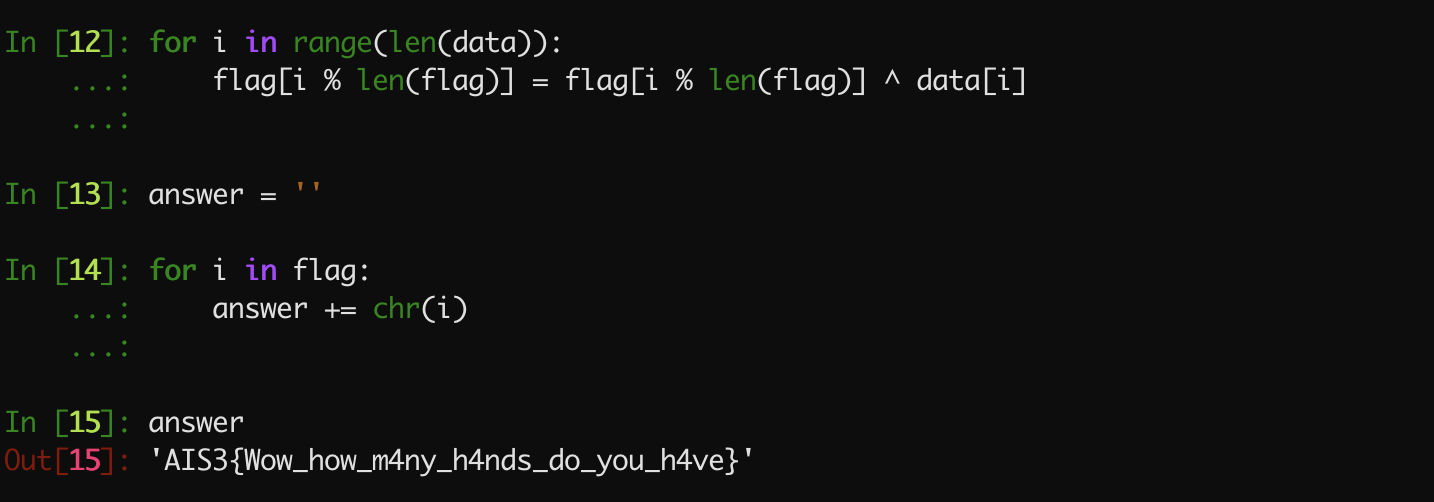 In [12]: for i in range(len(data)):
    ...:     flag[i % len(flag)] = flag[i % len(flag)] ^ data[i]
    ...:
In [13]: answer = ''
In [14]: for i in flag:
    ...:     answer += chr(i)
    ...:
In [15]: answer
Out[15]: 'AIS3{Wow_how_m4ny_h4nds_do_you_h4ve}'